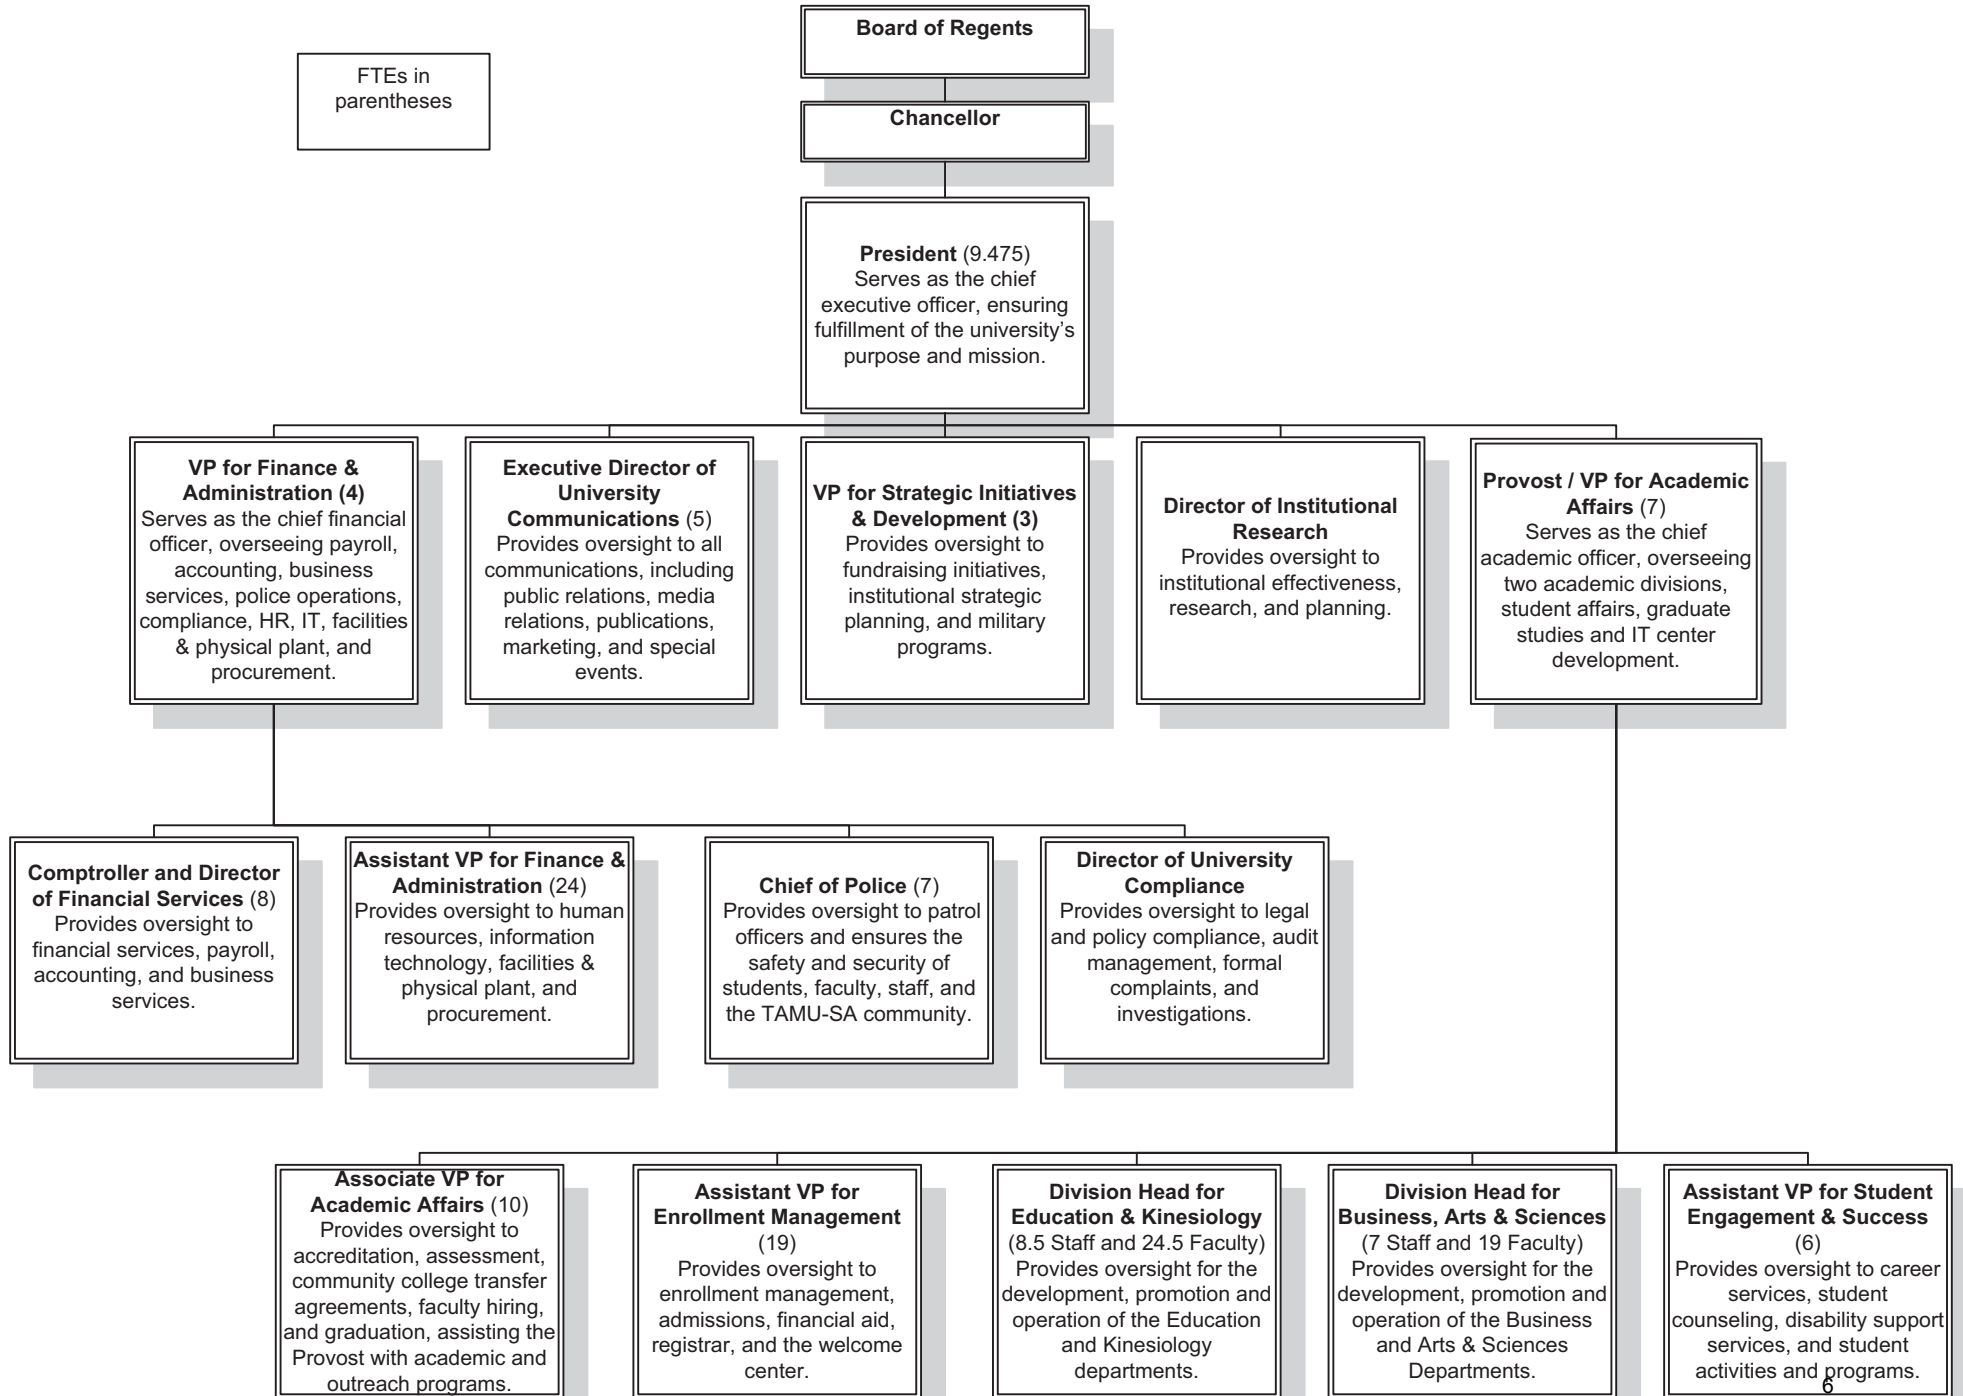 Board of Regents
FTEs in
parentheses
Chancellor
President (9.475)
Serves as the chief
executive officer, ensuring
fulfillment of the university’s
purpose and mission.
VP for Finance &
Administration (4)
Serves as the chief financial
officer, overseeing payroll,
accounting, business
services, police operations,
compliance, HR, IT, facilities
& physical plant, and
procurement.
Executive Director of
University
Communications (5)
Provides oversight to all
communications, including
public relations, media
relations, publications,
marketing, and special
events.
VP for Strategic Initiatives
& Development (3)
Provides oversight to
fundraising initiatives,
institutional strategic
planning, and military
programs.
Director of Institutional
Research
Provides oversight to
institutional effectiveness,
research, and planning.
Provost / VP for Academic
Affairs (7)
Serves as the chief
academic officer, overseeing
two academic divisions,
student affairs, graduate
studies and IT center
development.
Comptroller and Director
of Financial Services (8)
Provides oversight to
financial services, payroll,
accounting, and business
services.
Assistant VP for Finance &
Administration (24)
Provides oversight to human
resources, information
technology, facilities &
physical plant, and
procurement.
Chief of Police (7)
Provides oversight to patrol
officers and ensures the
safety and security of
students, faculty, staff, and
the TAMU-SA community.
Director of University
Compliance
Provides oversight to legal
and policy compliance, audit
management, formal
complaints, and
investigations.
Associate VP for
Academic Affairs (10)
Provides oversight to
accreditation, assessment,
community college transfer
agreements, faculty hiring,
and graduation, assisting the
Provost with academic and
outreach programs.
Assistant VP for
Enrollment Management
(19)
Provides oversight to
enrollment management,
admissions, financial aid,
registrar, and the welcome
center.
Division Head for
Education & Kinesiology
(8.5 Staff and 24.5 Faculty)
Provides oversight for the
development, promotion and
operation of the Education
and Kinesiology
departments.
Division Head for
Business, Arts & Sciences
(7 Staff and 19 Faculty)
Provides oversight for the
development, promotion and
operation of the Business
and Arts & Sciences
Departments.
Assistant VP for Student
Engagement & Success
(6)
Provides oversight to career
services, student
counseling, disability support
services, and student
activities and programs.
6